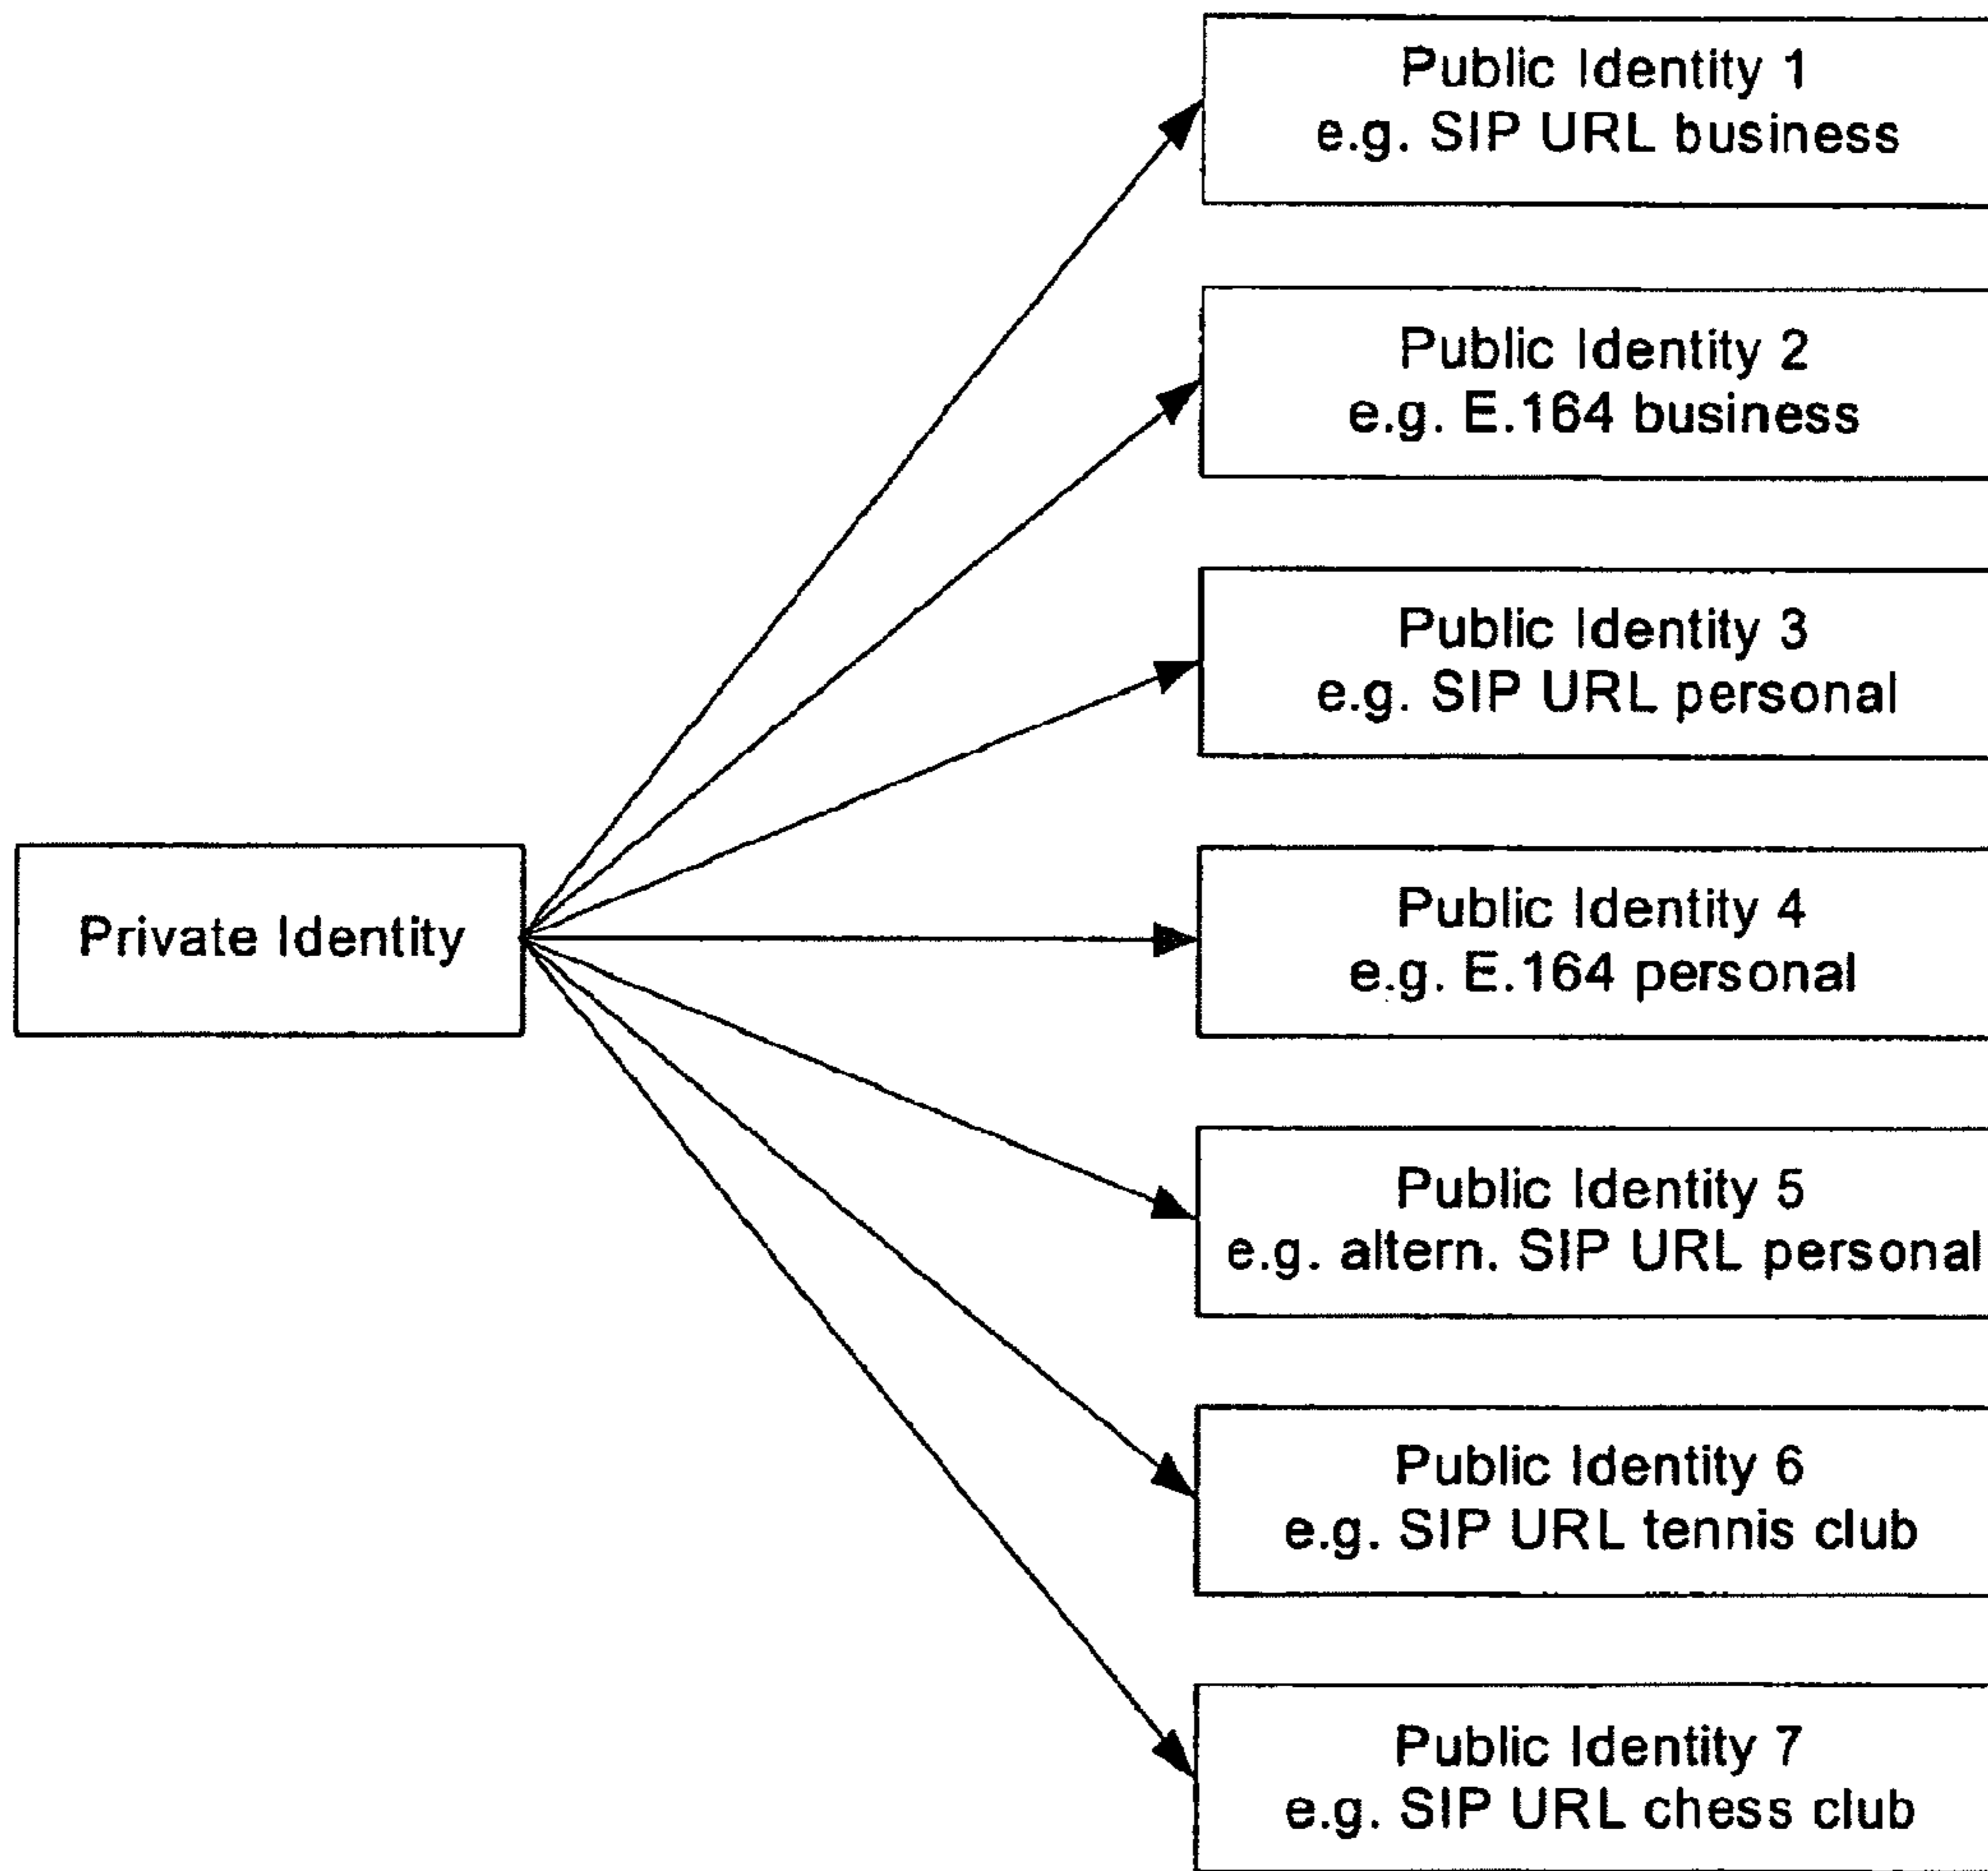 Public Identity 1
e.g. SIP URL business
Public Identity 2
e.g. E.164 business
Public Identity 3
e.g. SIP URL personal
Private Identity
Public Identity 4
e.g. E.164 personal
Public Identity 5
e.g. altern. SIP URL personal
Public Identity 6
e.g. SIP URL tennis club
Public Identity 7
e.g. SIP URL chess club